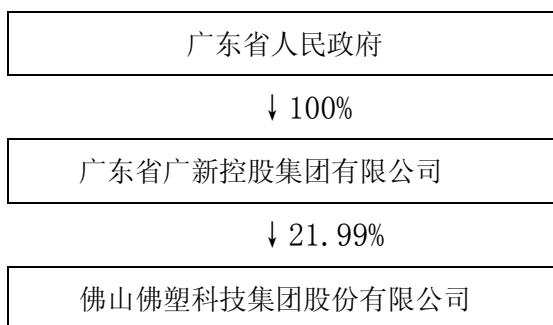 广东省人民政府
↓100%
广东省广新控股集团有限公司
↓21.99%
佛山佛塑科技集团股份有限公司